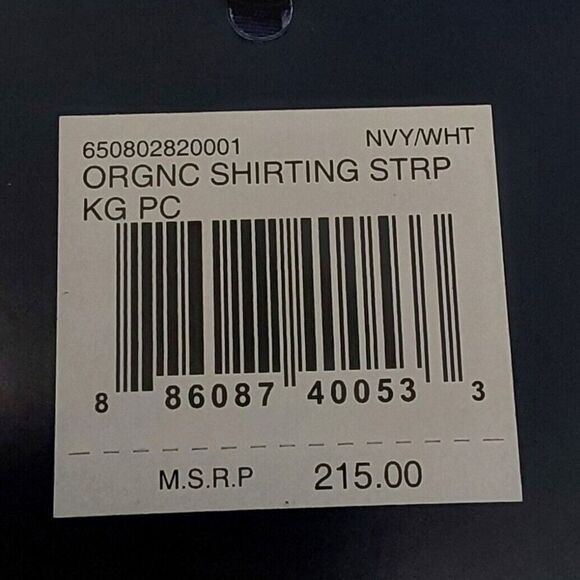 650802820001 NVY/WHT
ORGNC SHIRTING STRP
KG PC
8 86087 40053 3
M.S.R.P 215.00